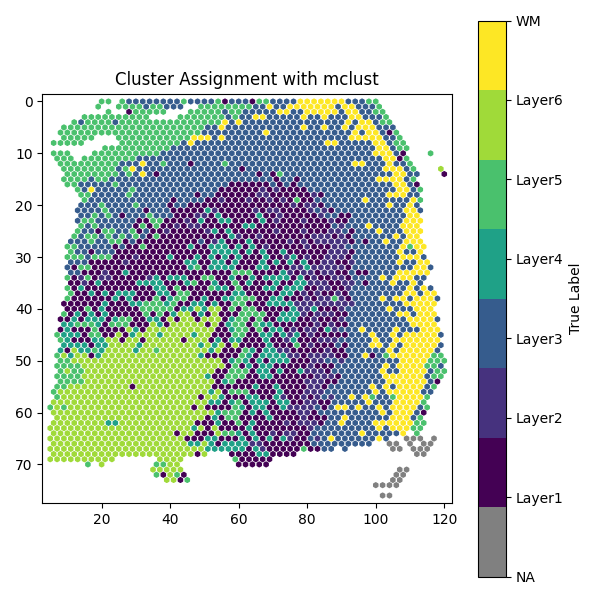 Cluster Assignment with mclust
0
10
20
30
40
50
60
70
20
40
60
80
100
120
WM
Layer6
Layer5
Layer4
Layer3
Layer2
Layer1
NA
True Label